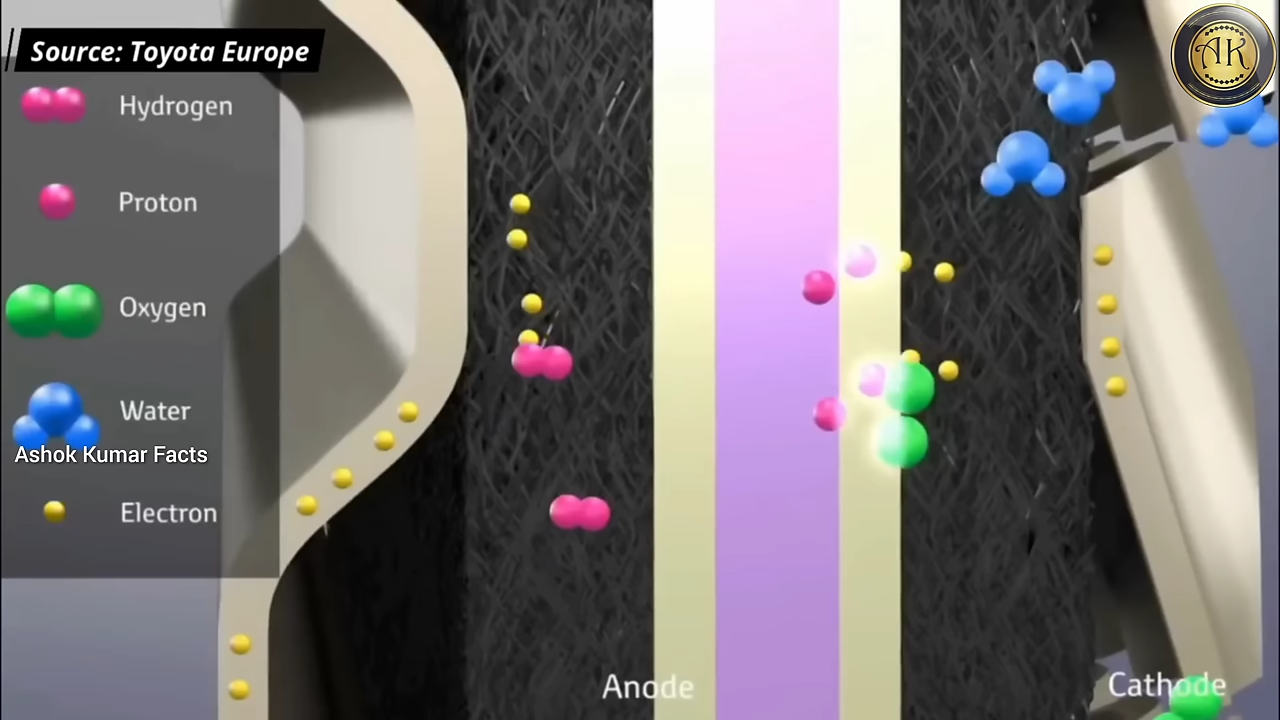 Source: Toyota Europe
AK
Hydrogen
Proton
Oxygen
Water
Ashok Kumar Facts
Electron
Anode
Cathode